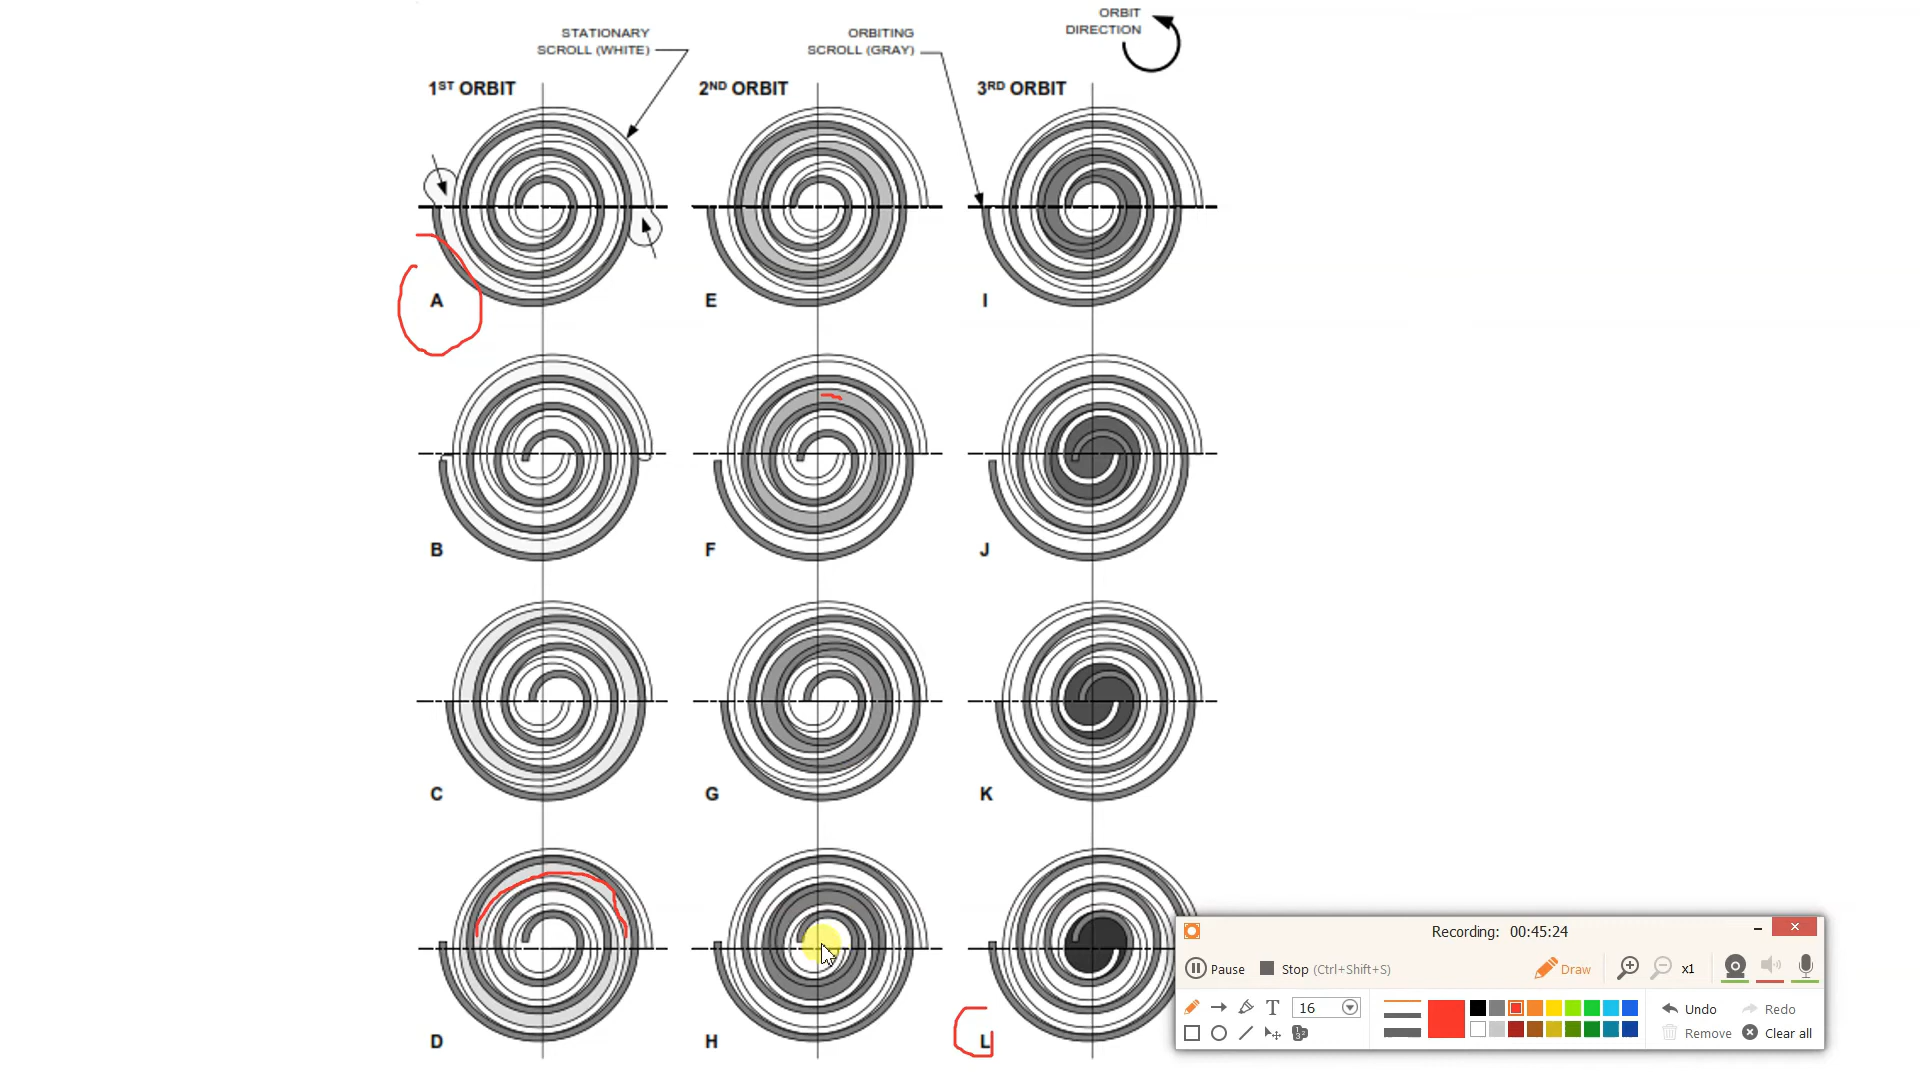 STATIONARY
SCROLL (WHITE)
ORBITING
SCROLL (GRAY)
ORBIT
DIRECTION
1ST ORBIT
2ND ORBIT
3RD ORBIT
A
E
I
B
F
J
C
G
K
D
H
L
Recording: 00:45:24
Pause
Stop (Ctrl+Shift+S)
Draw
x1
T
16
Undo
Redo
Remove
Clear all